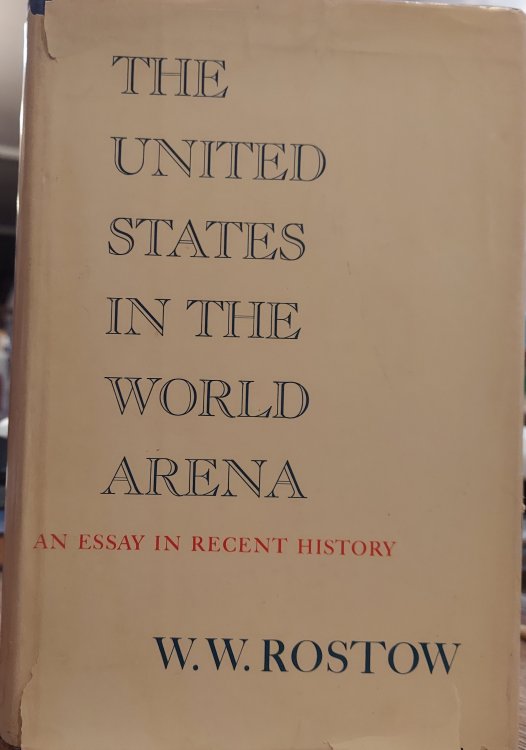 THE
UNITED
STATES
IN THE
WORLD
ARENA
AN ESSAY IN RECENT HISTORY
W. W. ROSTOW